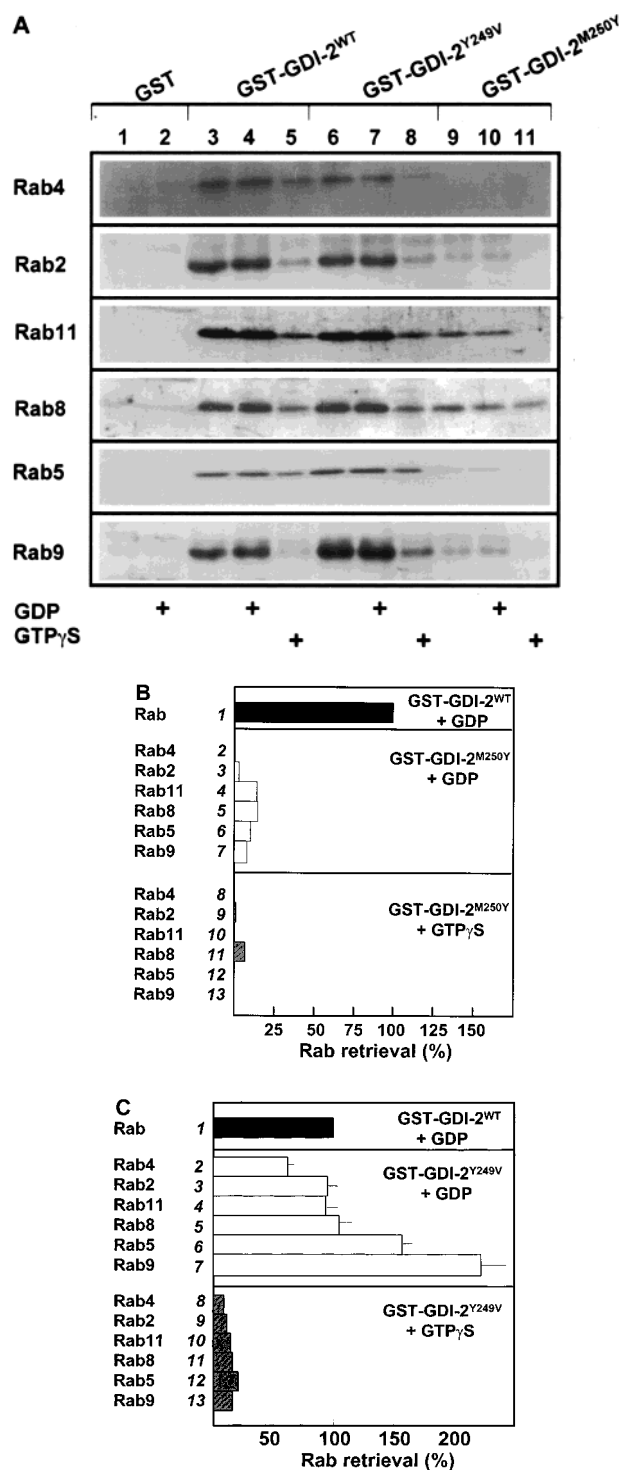 A
GST GST-GDI-2WT GST-GDI-2Y249V GST-GDI-2M250Y
1 2 3 4 5 6 7 8 9 10 11
Rab4
Rab2
Rab11
Rab8
Rab5
Rab9
GDP + + + +
GTPγS + + +
B
Rab 1 GST-GDI-2WT
+ GDP
Rab4 2 GST-GDI-2M250Y
Rab2 3 + GDP
Rab11 4
Rab8 5
Rab5 6
Rab9 7
Rab4 8 GST-GDI-2M250Y
Rab2 9 + GTPγS
Rab11 10
Rab8 11
Rab5 12
Rab9 13
25 50 75 100 125 150
Rab retrieval (%)
C
Rab 1 GST-GDI-2WT
+ GDP
Rab4 2 GST-GDI-2Y249V
Rab2 3 + GDP
Rab11 4
Rab8 5
Rab5 6
Rab9 7
Rab4 8 GST-GDI-2Y249V
Rab2 9 + GTPγS
Rab11 10
Rab8 11
Rab5 12
Rab9 13
50 100 150 200
Rab retrieval (%)